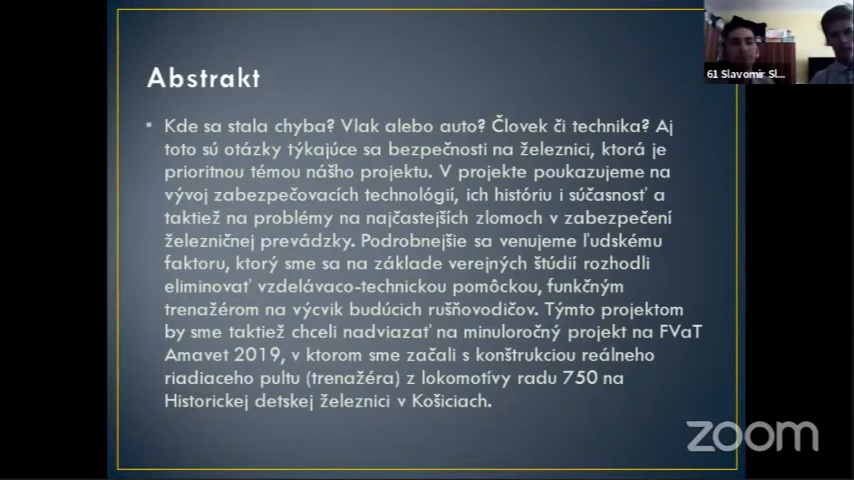 61 Slavomir Sl...
Abstrakt
• Kde sa stala chyba? Vlak alebo auto? Človek či technika? Aj
toto sú otázky týkajúce sa bezpečnosti na železnici, ktorá je
prioritnou témou nášho projektu. V projekte poukazujeme na
vývoj zabezpečovacích technológií, ich históriu i súčasnosť a
taktiež na problémy na najčastejších zlomoch v zabezpečení
železničnej prevádzky. Podrobnejšie sa venujeme ľudskému
faktoru, ktorý sme sa na základe verejných štúdií rozhodli
eliminovať vzdelávaco-technickou pomôckou, funkčným
trenažérom na výcvik budúcich rušňovodičov. Týmto projektom
by sme taktiež chceli nadviazať na minuloročný projekt na FVaT
Amavet 2019, v ktorom sme začali s konštrukciou reálneho
riadiaceho pultu (trenažéra) z lokomotívy radu 750 na
Historickej detskej železnici v Košiciach.
zoom